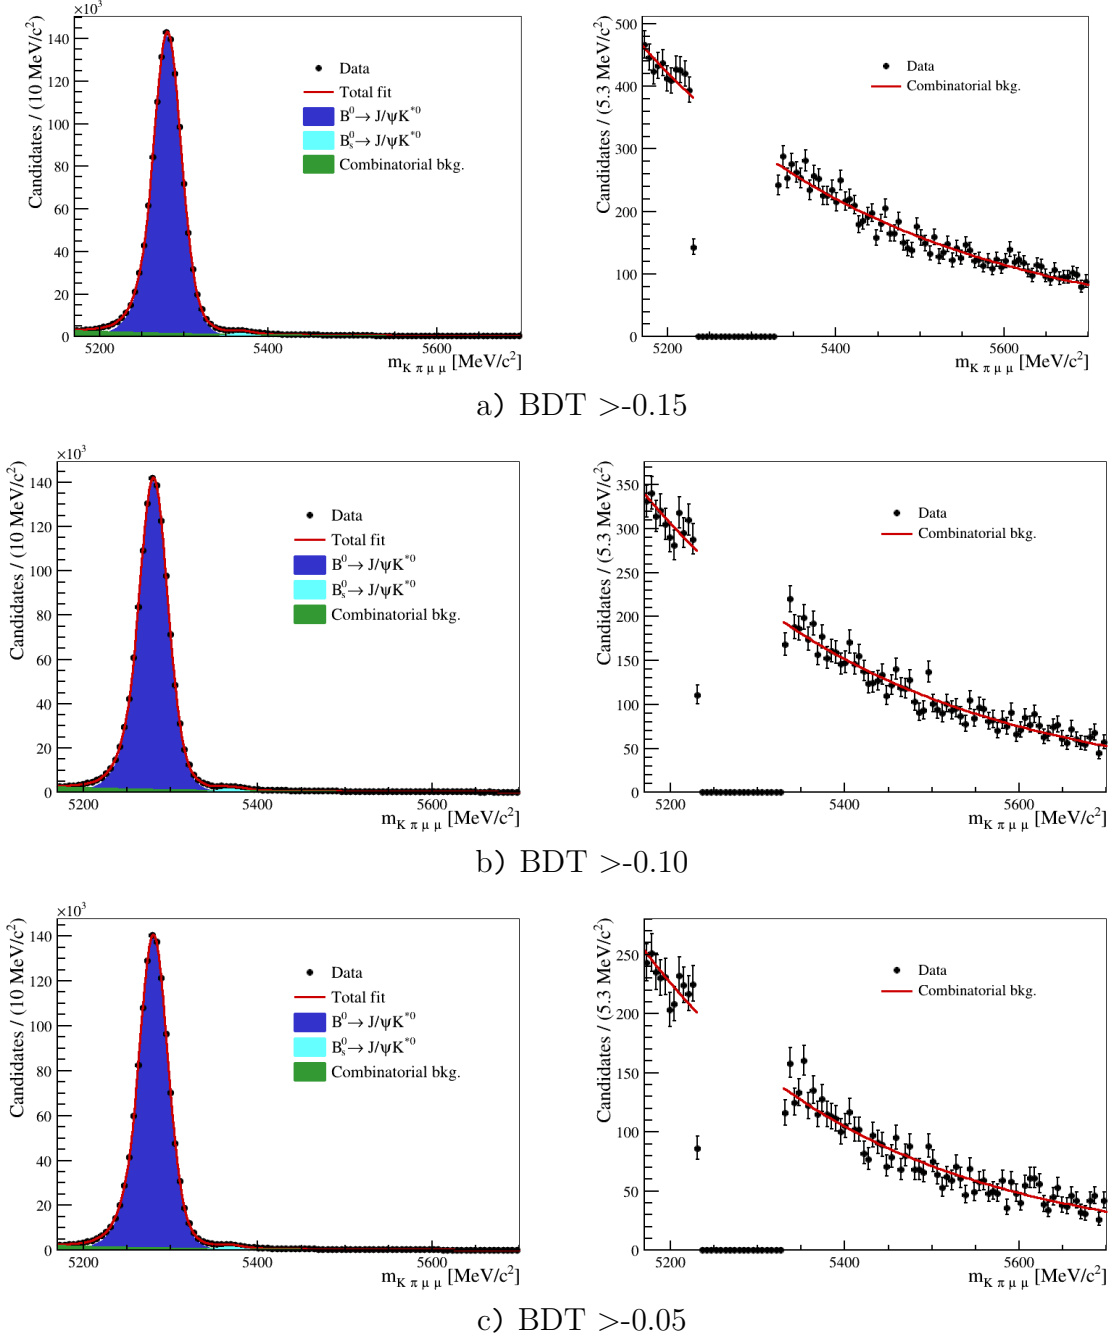 ×10³
Candidates / (10 MeV/c²)
140
120
100
80
60
40
20
0
5200 5400 5600
m_{K π μ μ} [MeV/c²]
Data
Total fit
B⁰→ J/ψK*⁰
B⁰ₛ→ J/ψK*⁰
Combinatorial bkg.
Candidates / (5.3 MeV/c²)
500
400
300
200
100
0
5200 5400 5600
m_{K π μ μ} [MeV/c²]
Data
Combinatorial bkg.
a) BDT >-0.15
×10³
Candidates / (10 MeV/c²)
140
120
100
80
60
40
20
0
5200 5400 5600
m_{K π μ μ} [MeV/c²]
Data
Total fit
B⁰→ J/ψK*⁰
B⁰ₛ→ J/ψK*⁰
Combinatorial bkg.
Candidates / (5.3 MeV/c²)
350
300
250
200
150
100
50
0
5200 5400 5600
m_{K π μ μ} [MeV/c²]
Data
Combinatorial bkg.
b) BDT >-0.10
×10³
Candidates / (10 MeV/c²)
140
120
100
80
60
40
20
0
5200 5400 5600
m_{K π μ μ} [MeV/c²]
Data
Total fit
B⁰→ J/ψK*⁰
B⁰ₛ→ J/ψK*⁰
Combinatorial bkg.
Candidates / (5.3 MeV/c²)
250
200
150
100
50
0
5200 5400 5600
m_{K π μ μ} [MeV/c²]
Data
Combinatorial bkg.
c) BDT >-0.05